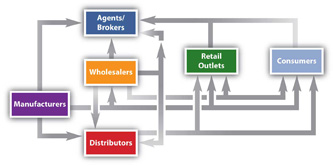 Agents/
Brokers
Wholesalers
Retail
Outlets
Consumers
Manufacturers
Distributors